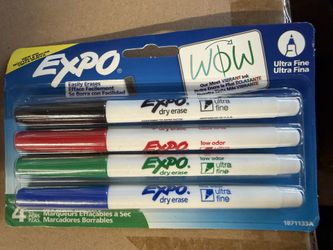 EXPO
Easily Erases
Efface Facilement
Se Borra con Facilidad
WOW
Our Most VIBRANT Ink
Ultra Fine
Ultra Fina
EXPO
dry erase
ultra
fine
EXPO
dry erase
low odor
ultra
fine
EXPO
dry erase
low odor
ultra
fine
EXPO
dry erase
ultra
fine
4
Marqueurs Effaçables à Sec
Marcadores Borrables
1871133A